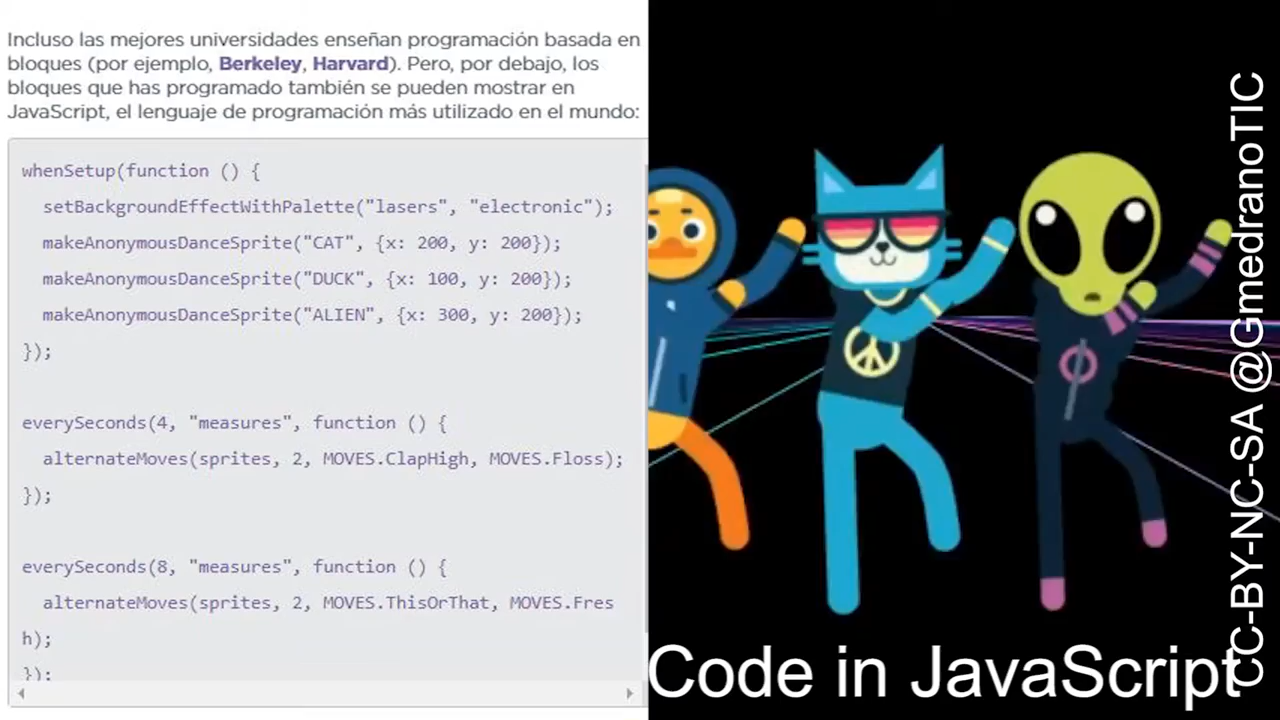 Incluso las mejores universidades enseñan programación basada en
bloques (por ejemplo, Berkeley, Harvard). Pero, por debajo, los
bloques que has programado también se pueden mostrar en
JavaScript, el lenguaje de programación más utilizado en el mundo:
whenSetup(function () {
  setBackgroundEffectWithPalette("lasers", "electronic");
  makeAnonymousDanceSprite("CAT", {x: 200, y: 200});
  makeAnonymousDanceSprite("DUCK", {x: 100, y: 200});
  makeAnonymousDanceSprite("ALIEN", {x: 300, y: 200});
});
everySeconds(4, "measures", function () {
  alternateMoves(sprites, 2, MOVES.ClapHigh, MOVES.Floss);
});
everySeconds(8, "measures", function () {
  alternateMoves(sprites, 2, MOVES.ThisOrThat, MOVES.Fres
h);
});
Code in JavaScript
CC-BY-NC-SA @GmedranoTIC